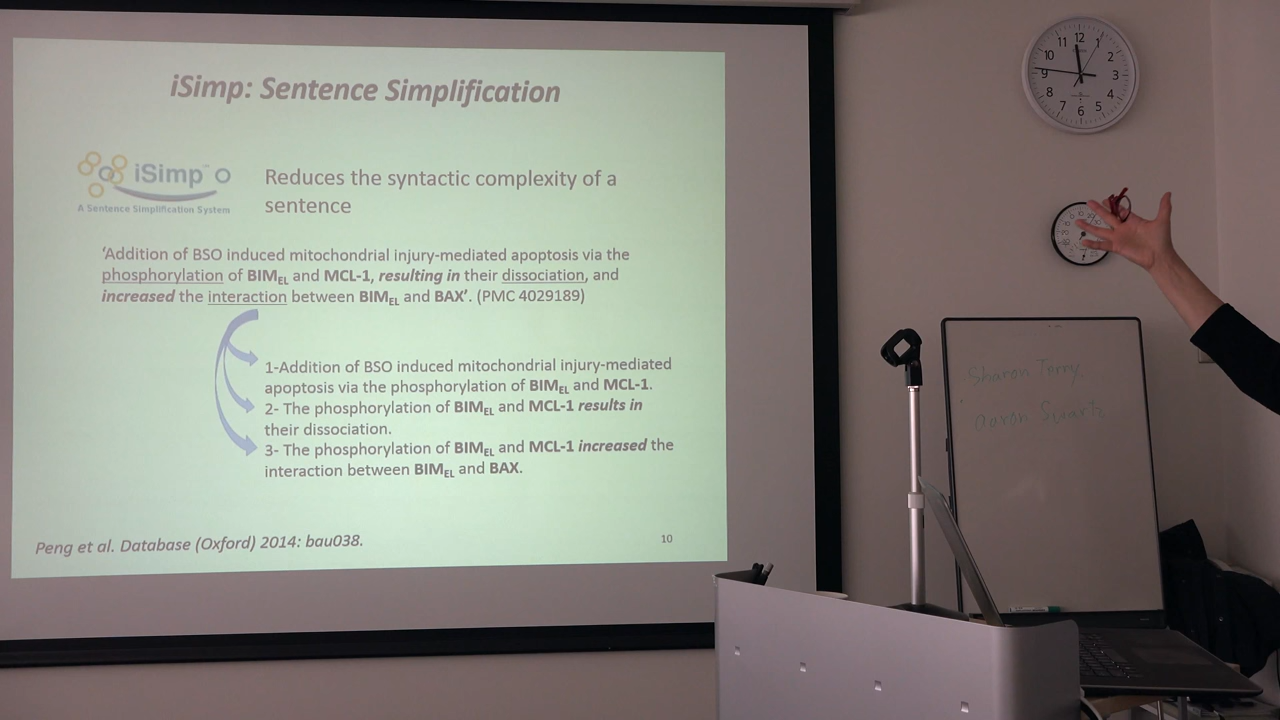 iSimp: Sentence Simplification
iSimp™
A Sentence Simplification System
Reduces the syntactic complexity of a
sentence
‘Addition of BSO induced mitochondrial injury-mediated apoptosis via the
phosphorylation of BIMEL and MCL-1, resulting in their dissociation, and
increased the interaction between BIMEL and BAX’. (PMC 4029189)
1-Addition of BSO induced mitochondrial injury-mediated
apoptosis via the phosphorylation of BIMEL and MCL-1.
2- The phosphorylation of BIMEL and MCL-1 results in
their dissociation.
3- The phosphorylation of BIMEL and MCL-1 increased the
interaction between BIMEL and BAX.
Peng et al. Database (Oxford) 2014: bau038.
10
12
1
2
3
4
5
6
7
8
9
10
11
Sharon Terry
aaron Swartz